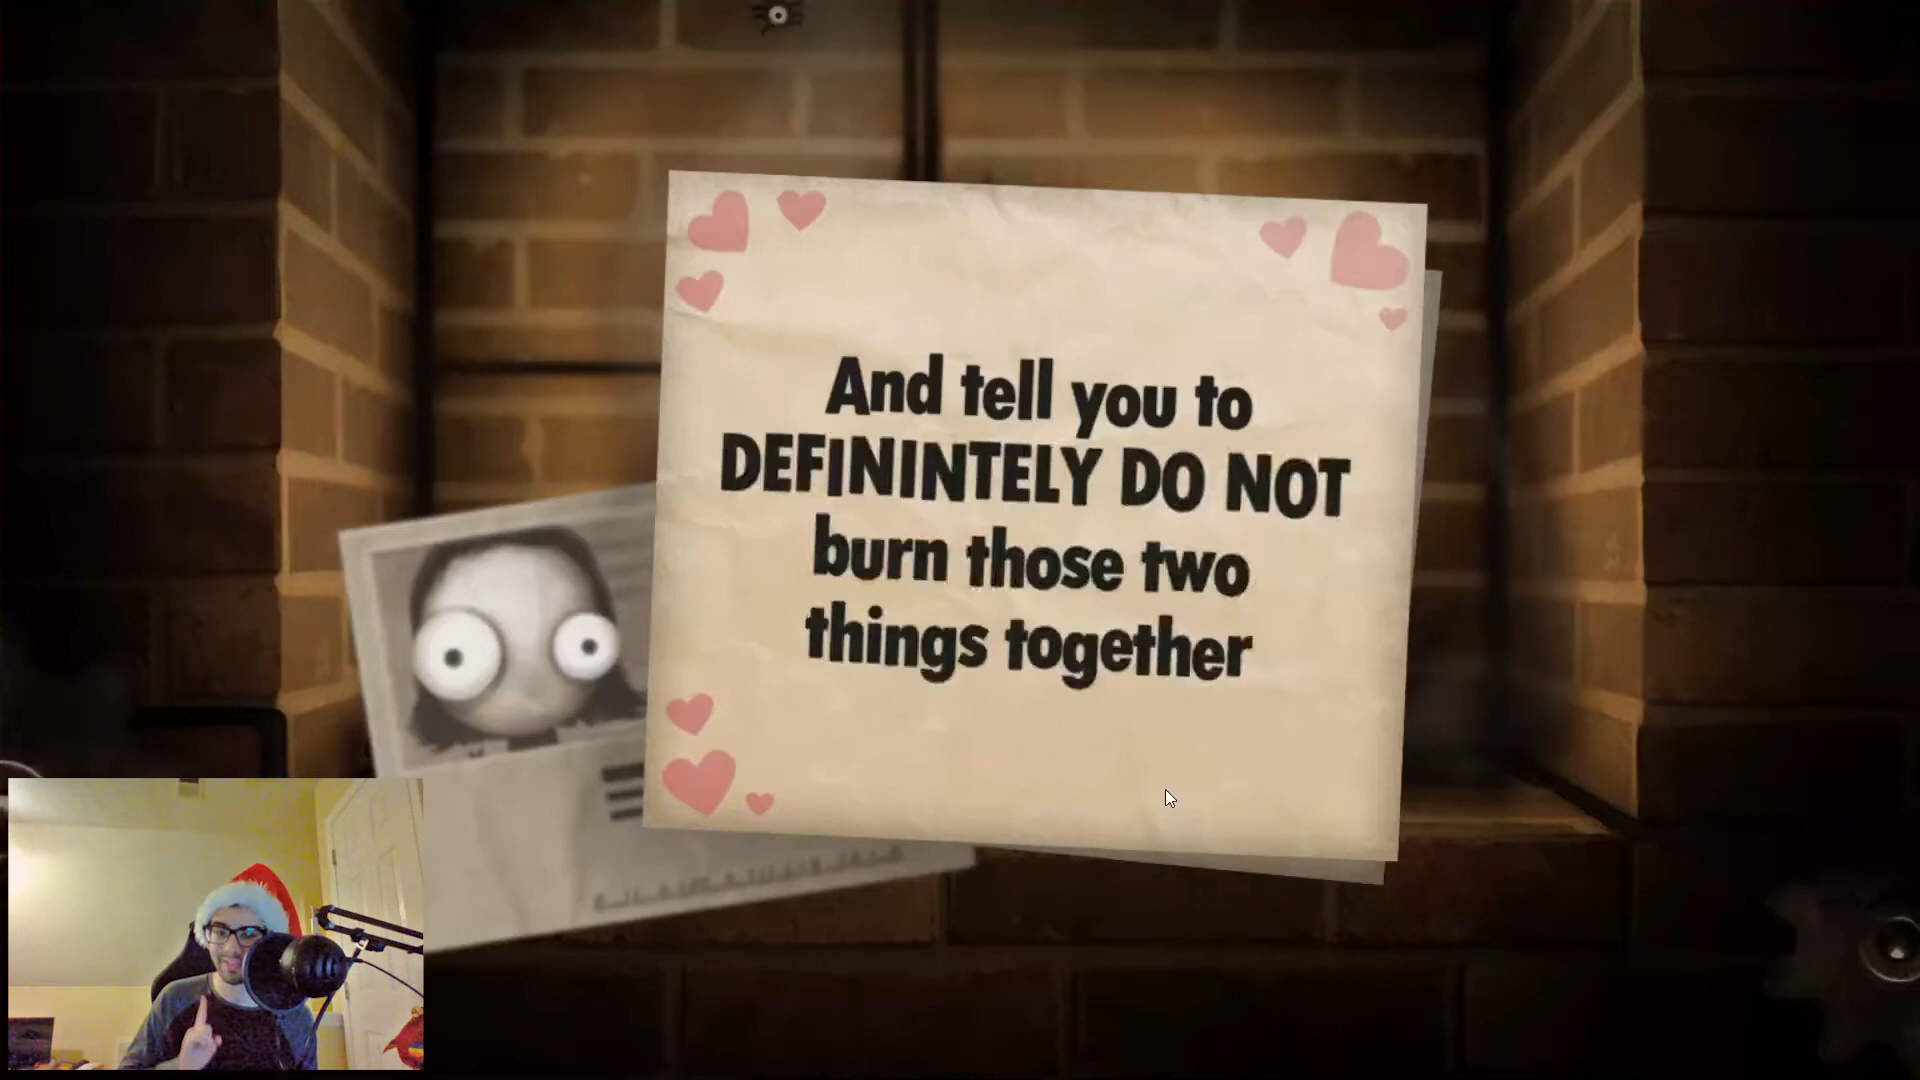 And tell you to
DEFININTELY DO NOT
burn those two
things together